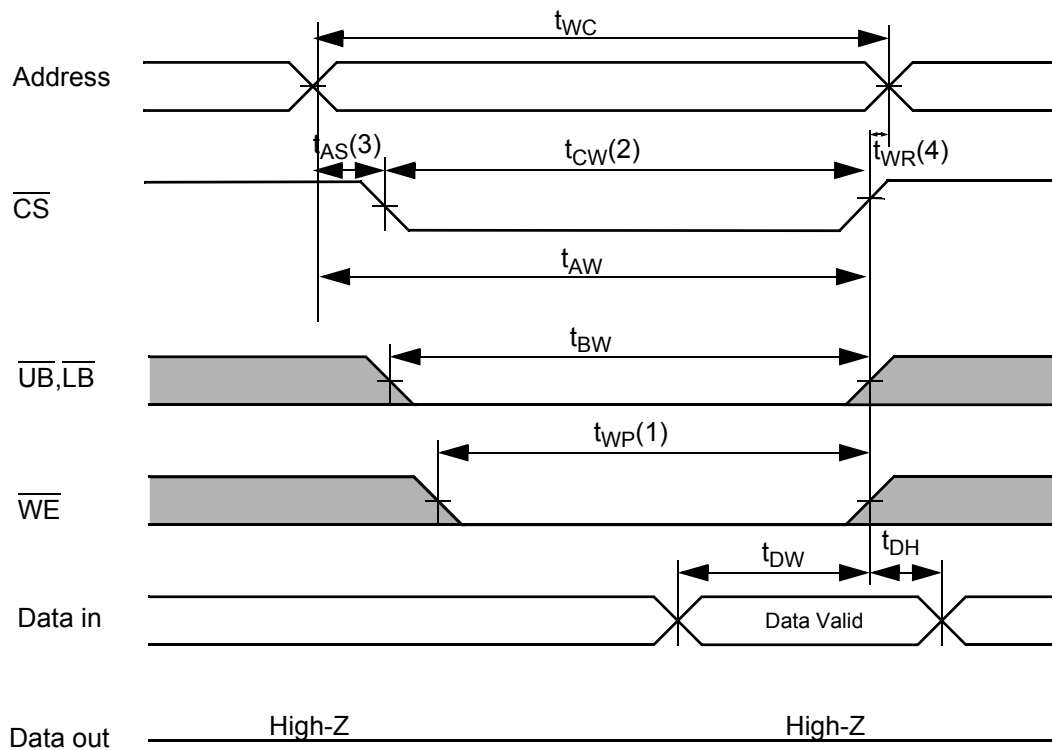 tWC
Address
tAS(3)
tCW(2)
tWR(4)
CS
tAW
tBW
UB,LB
tWP(1)
WE
tDW
tDH
Data in
Data Valid
High-Z
High-Z
Data out